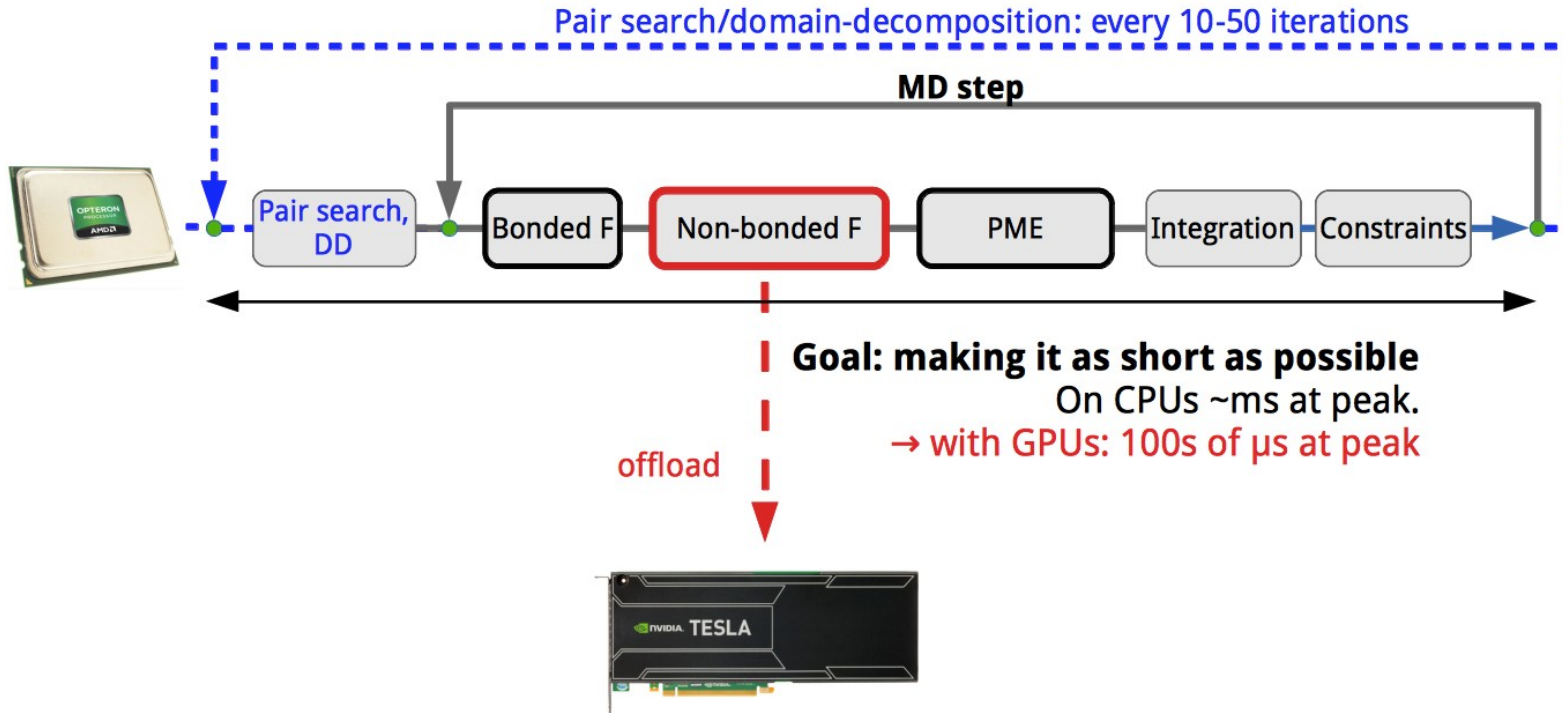 Pair search/domain-decomposition: every 10-50 iterations
MD step
OPTERON
PROCESSOR
AMD
Pair search,
DD
Bonded F
Non-bonded F
PME
Integration
Constraints
Goal: making it as short as possible
On CPUs ~ms at peak.
→ with GPUs: 100s of µs at peak
offload
NVIDIA. TESLA